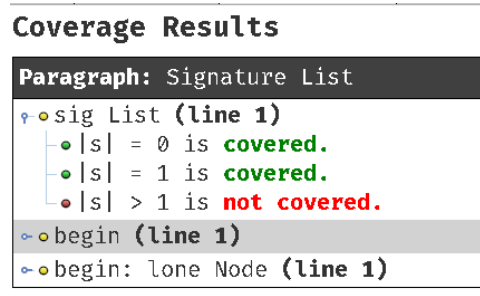 Coverage Results
Paragraph: Signature List
sig List (line 1)
|s| = 0 is covered.
|s| = 1 is covered.
|s| > 1 is not covered.
begin (line 1)
begin: lone Node (line 1)